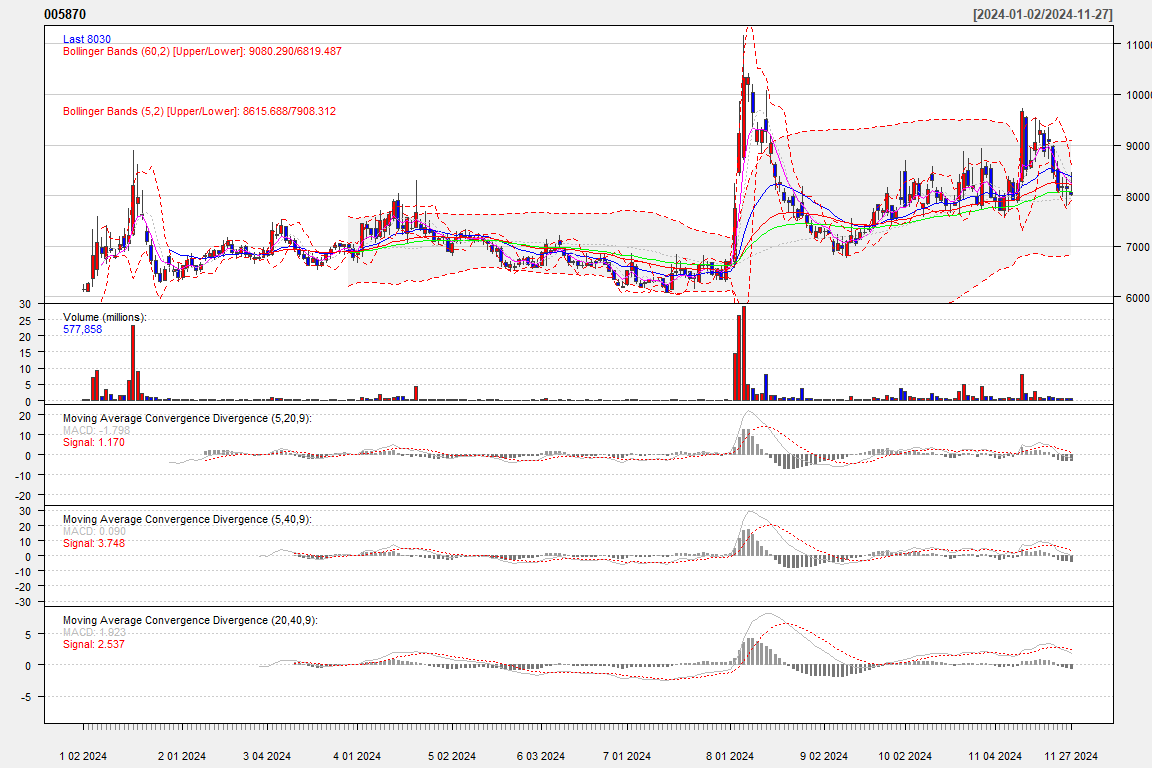 005870 [2024-01-02/2024-11-27]
Last 8030
Bollinger Bands (60,2) [Upper/Lower]: 9080.290/6819.487
Bollinger Bands (5,2) [Upper/Lower]: 8615.688/7908.312
11000
10000
9000
8000
7000
6000
Volume (millions):
577,858
30
25
20
15
10
5
0
Moving Average Convergence Divergence (5,20,9):
MACD: -1.798
Signal: 1.170
20
10
0
-10
-20
Moving Average Convergence Divergence (5,40,9):
MACD: 0.090
Signal: 3.748
30
20
10
0
-10
-20
-30
Moving Average Convergence Divergence (20,40,9):
MACD: 1.923
Signal: 2.537
5
0
-5
1 02 2024 2 01 2024 3 04 2024 4 01 2024 5 02 2024 6 03 2024 7 01 2024 8 01 2024 9 02 2024 10 02 2024 11 04 2024 11 27 2024